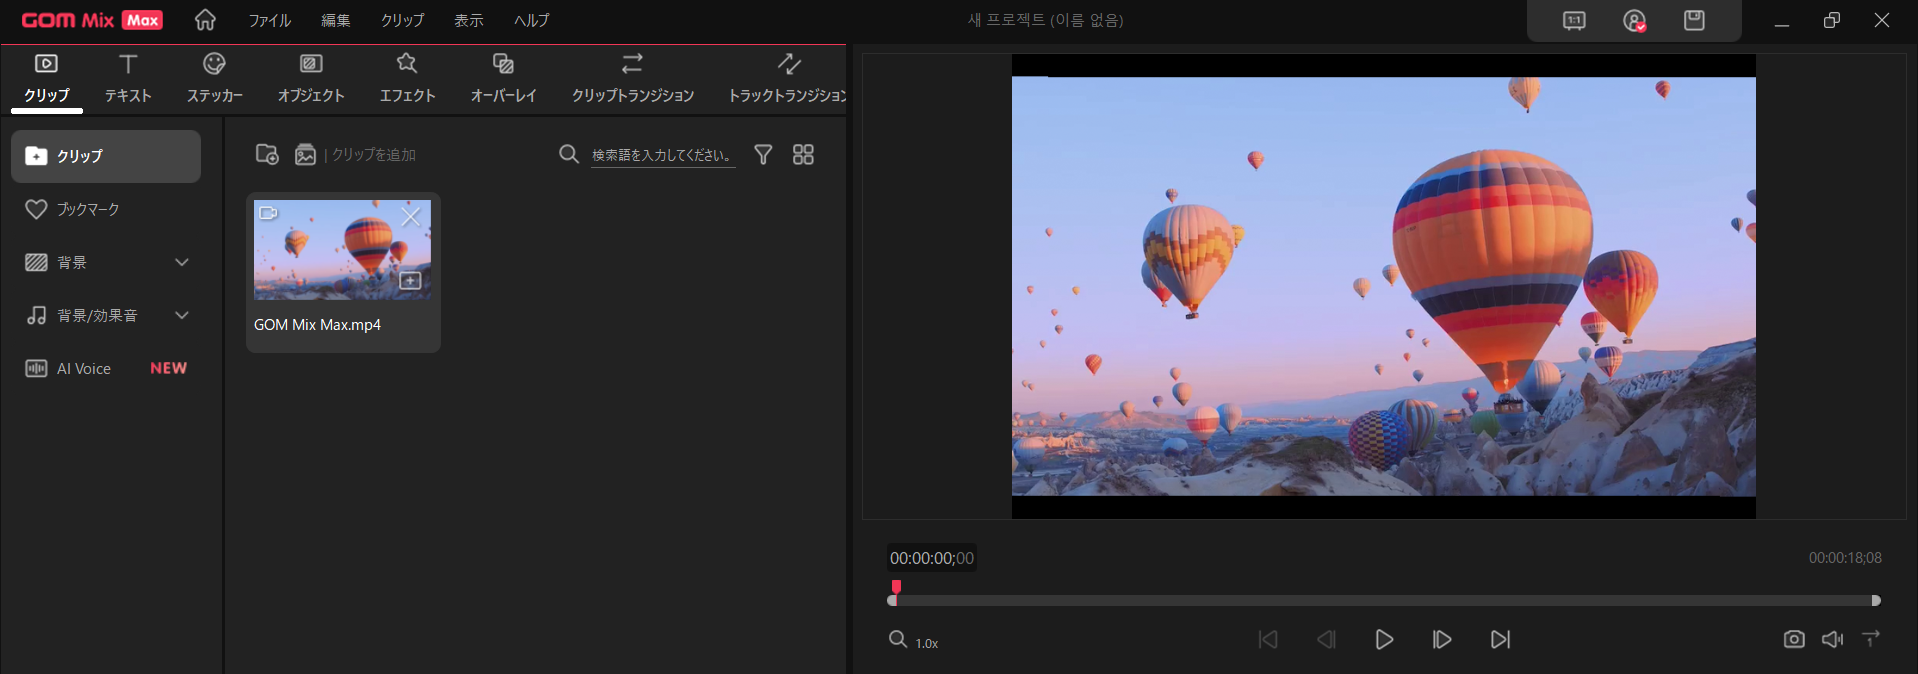 GOM Mix Max
ファイル 編集 クリップ 表示 ヘルプ
새 프로젝트 (이름 없음)
1:1
クリップ テキスト ステッカー オブジェクト エフェクト オーバーレイ クリップトランジション トラックトランジション
クリップ
ブックマーク
背景
背景/効果音
AI Voice NEW
| クリップを追加
検索語を入力してください。
GOM Mix Max.mp4
00:00:00;00
00:00:18;08
1.0x